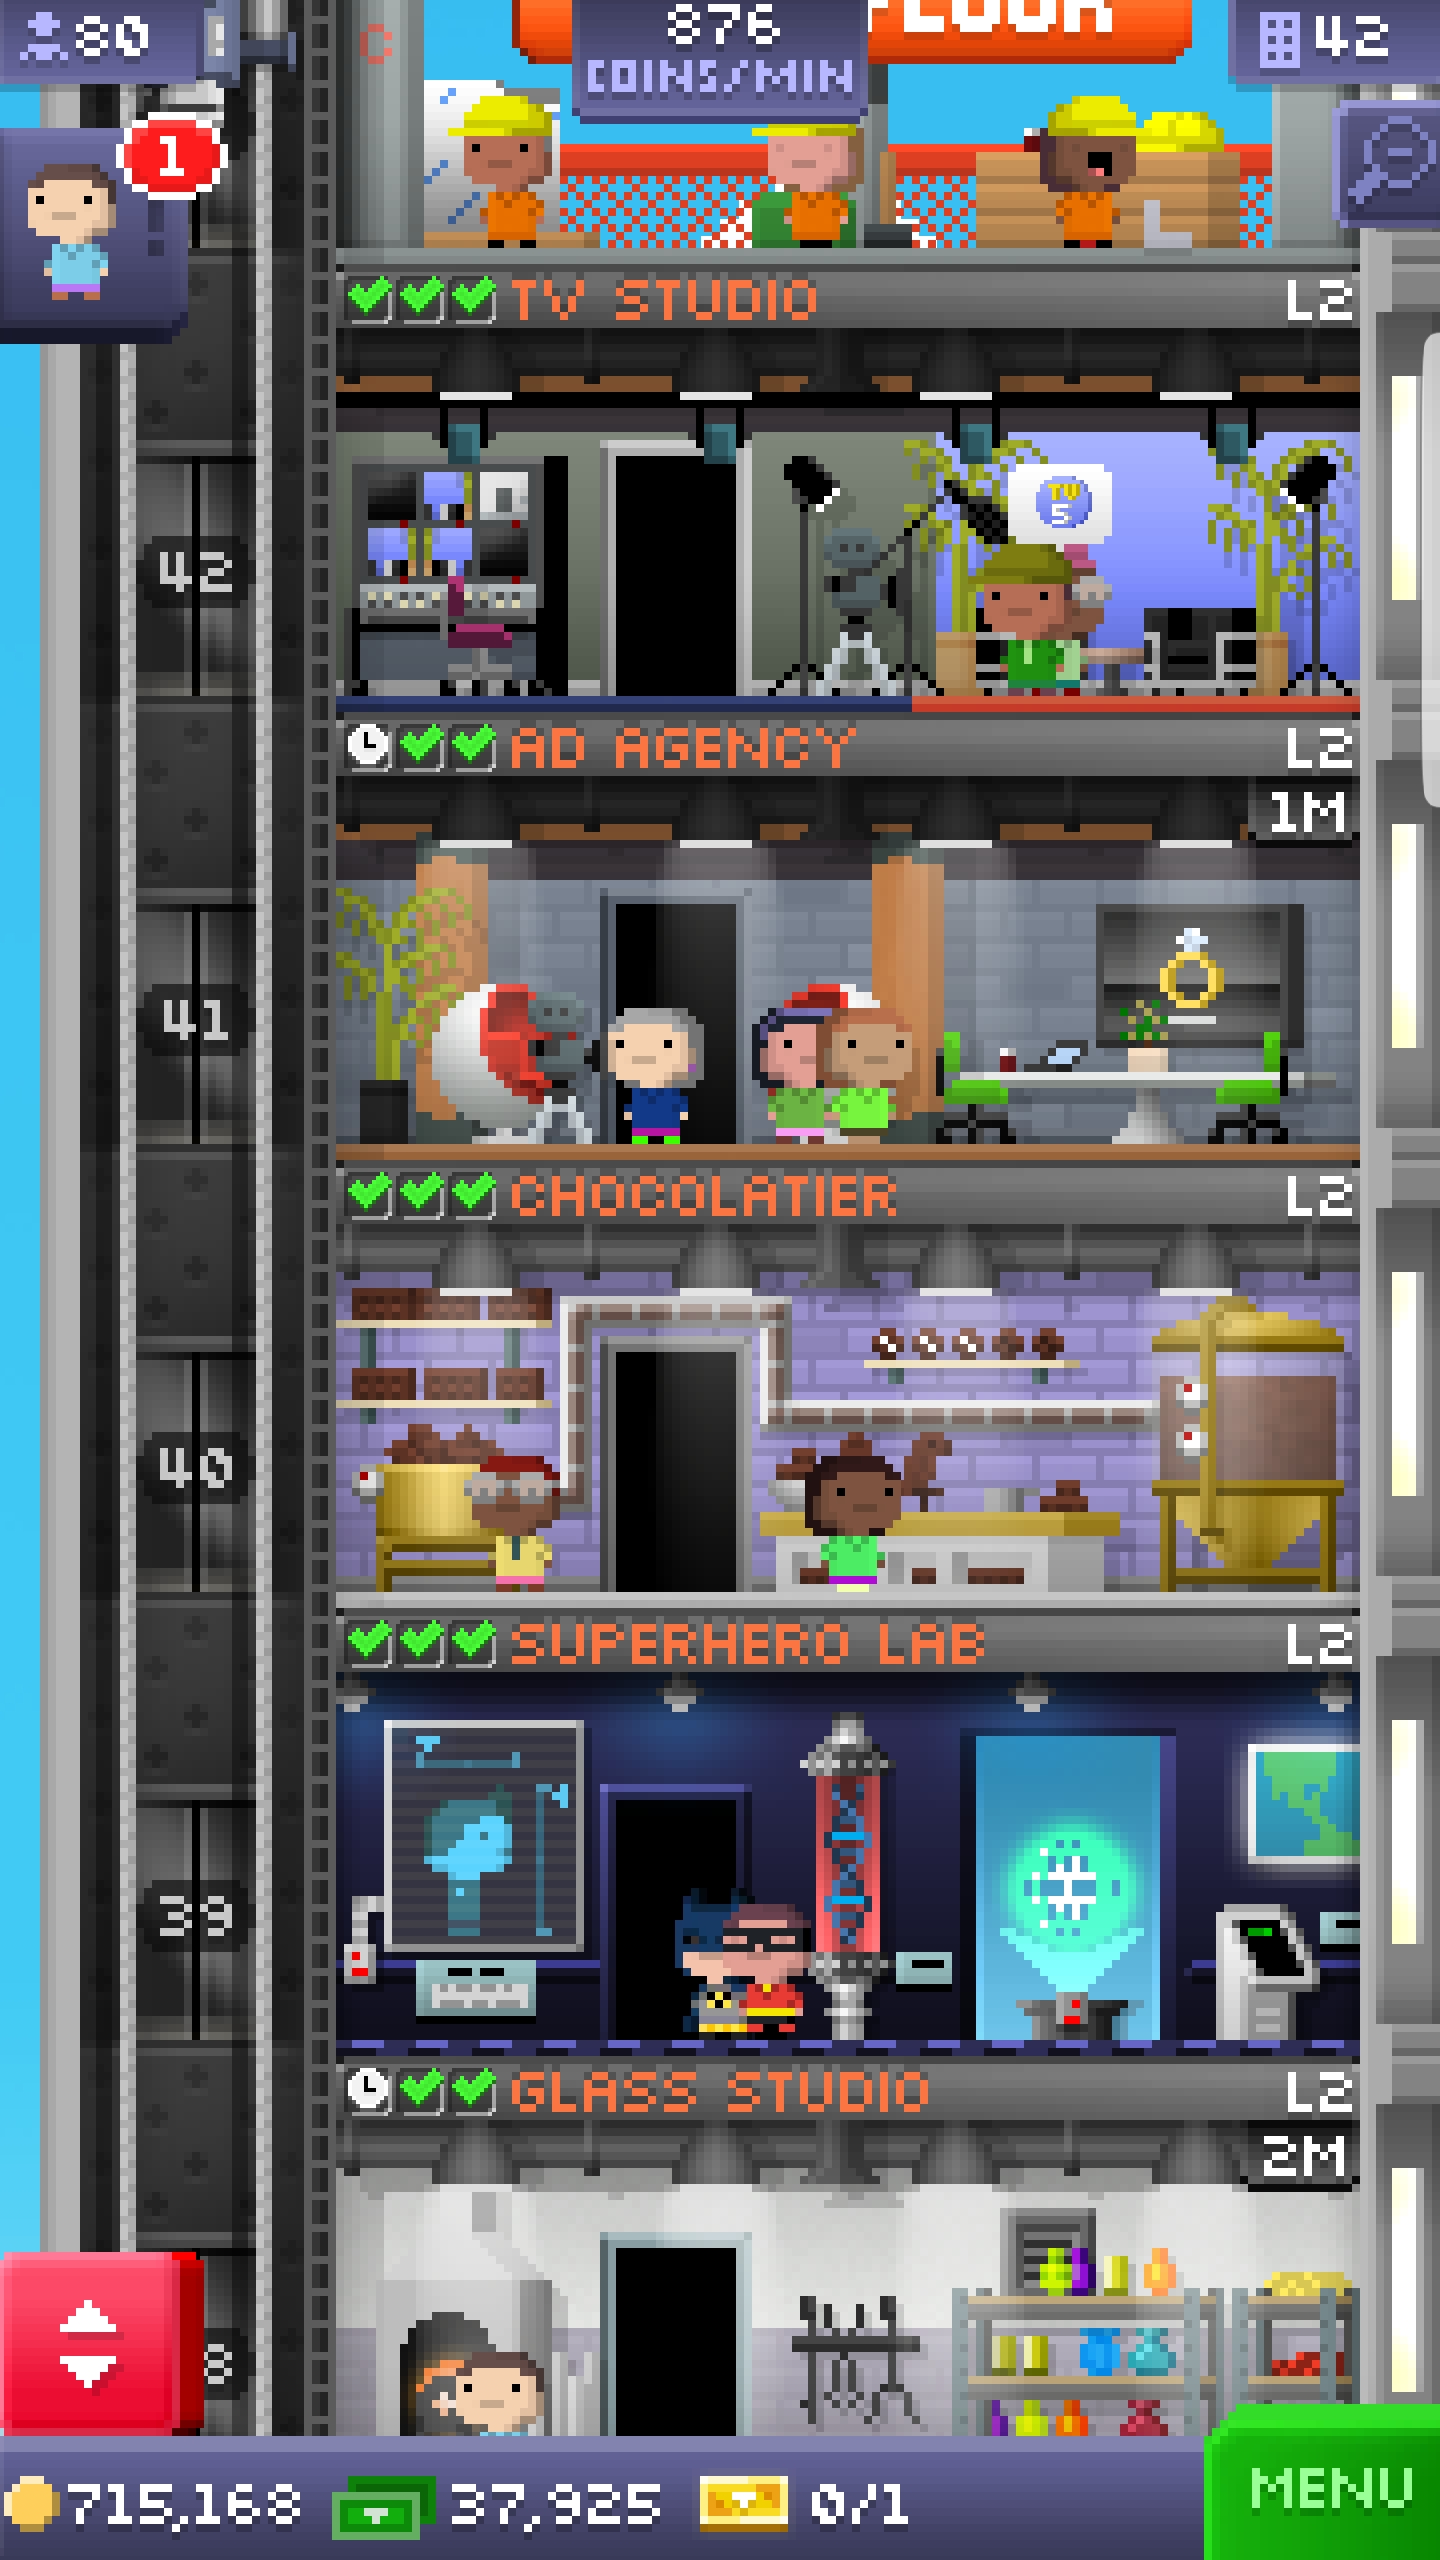 80
876
COINS/MIN
FLOOR
42
1
TV STUDIO L2
TV
5
42
AD AGENCY L2
1M
41
CHOCOLATIER L2
40
SUPERHERO LAB L2
39
GLASS STUDIO L2
2M
8
715,168 37,925 0/1
MENU